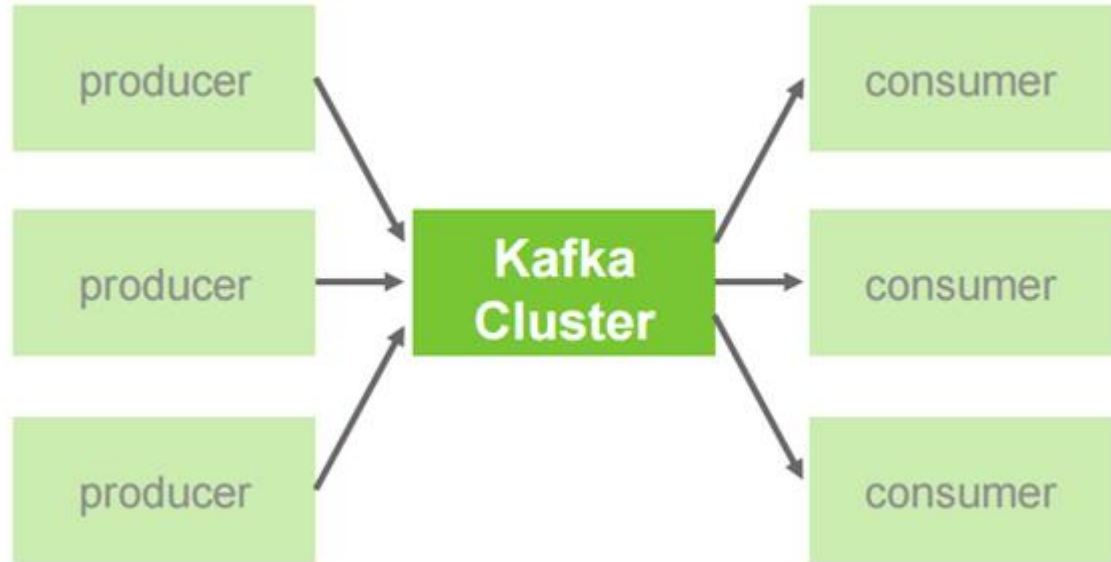 producer
producer
producer
Kafka
Cluster
consumer
consumer
consumer